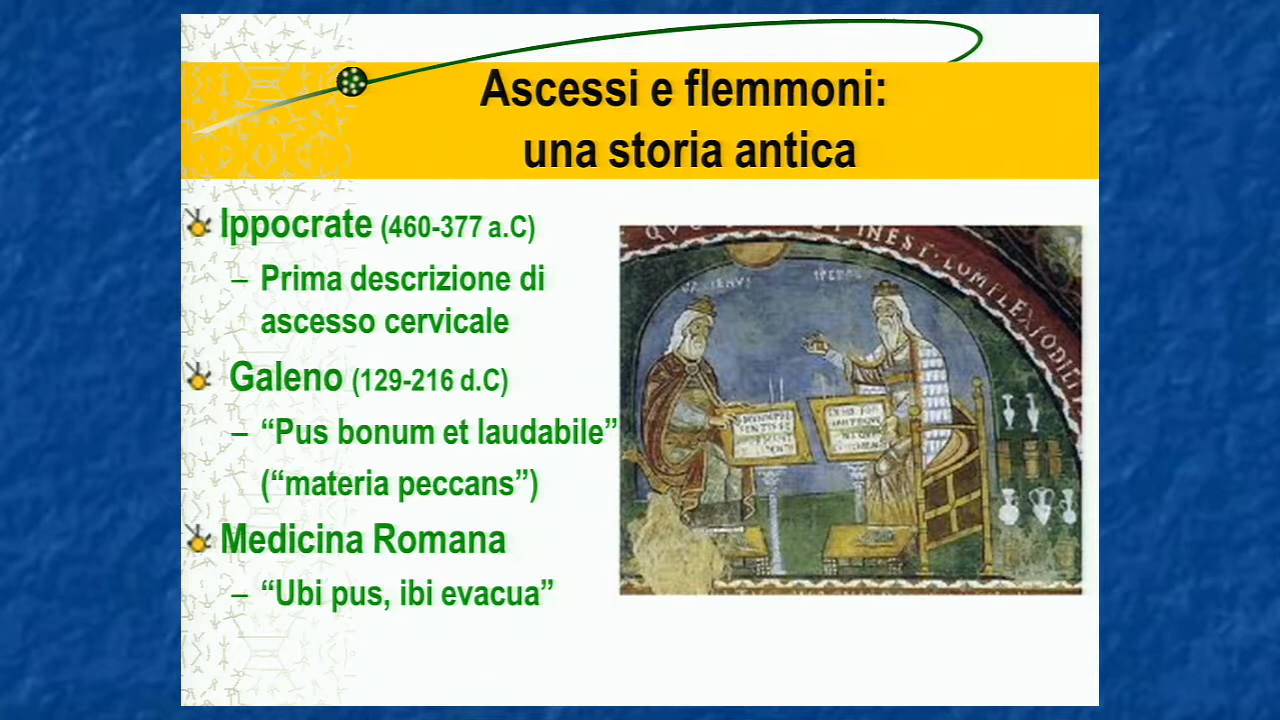 Ascessi e flemmoni:
una storia antica
Ippocrate (460-377 a.C)
– Prima descrizione di
ascesso cervicale
Galeno (129-216 d.C)
– “Pus bonum et laudabile”
(“materia peccans”)
Medicina Romana
– “Ubi pus, ibi evacua”
INEST